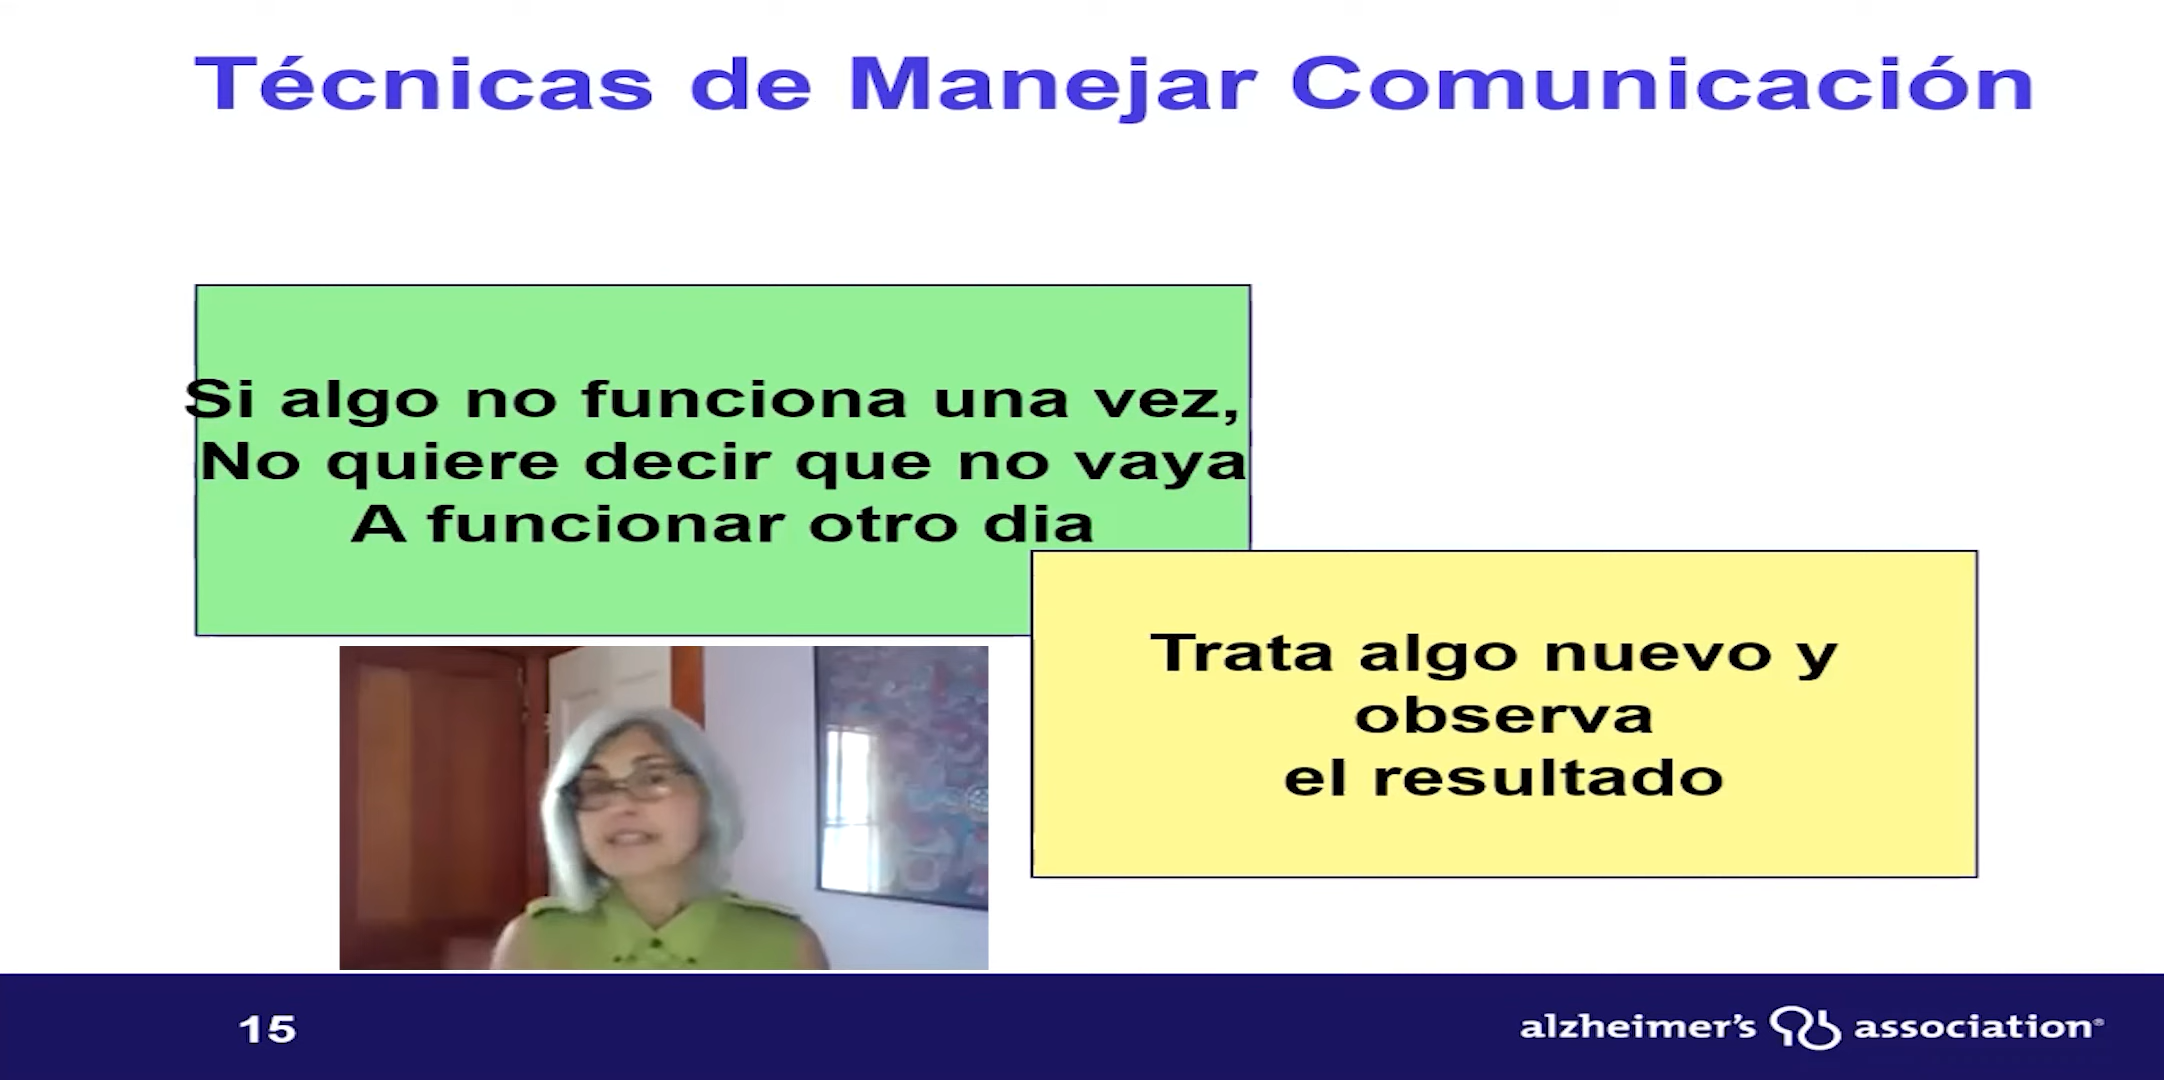 Técnicas de Manejar Comunicación
Si algo no funciona una vez,
No quiere decir que no vaya
A funcionar otro dia
Trata algo nuevo y
observa
el resultado
15
alzheimer's association®